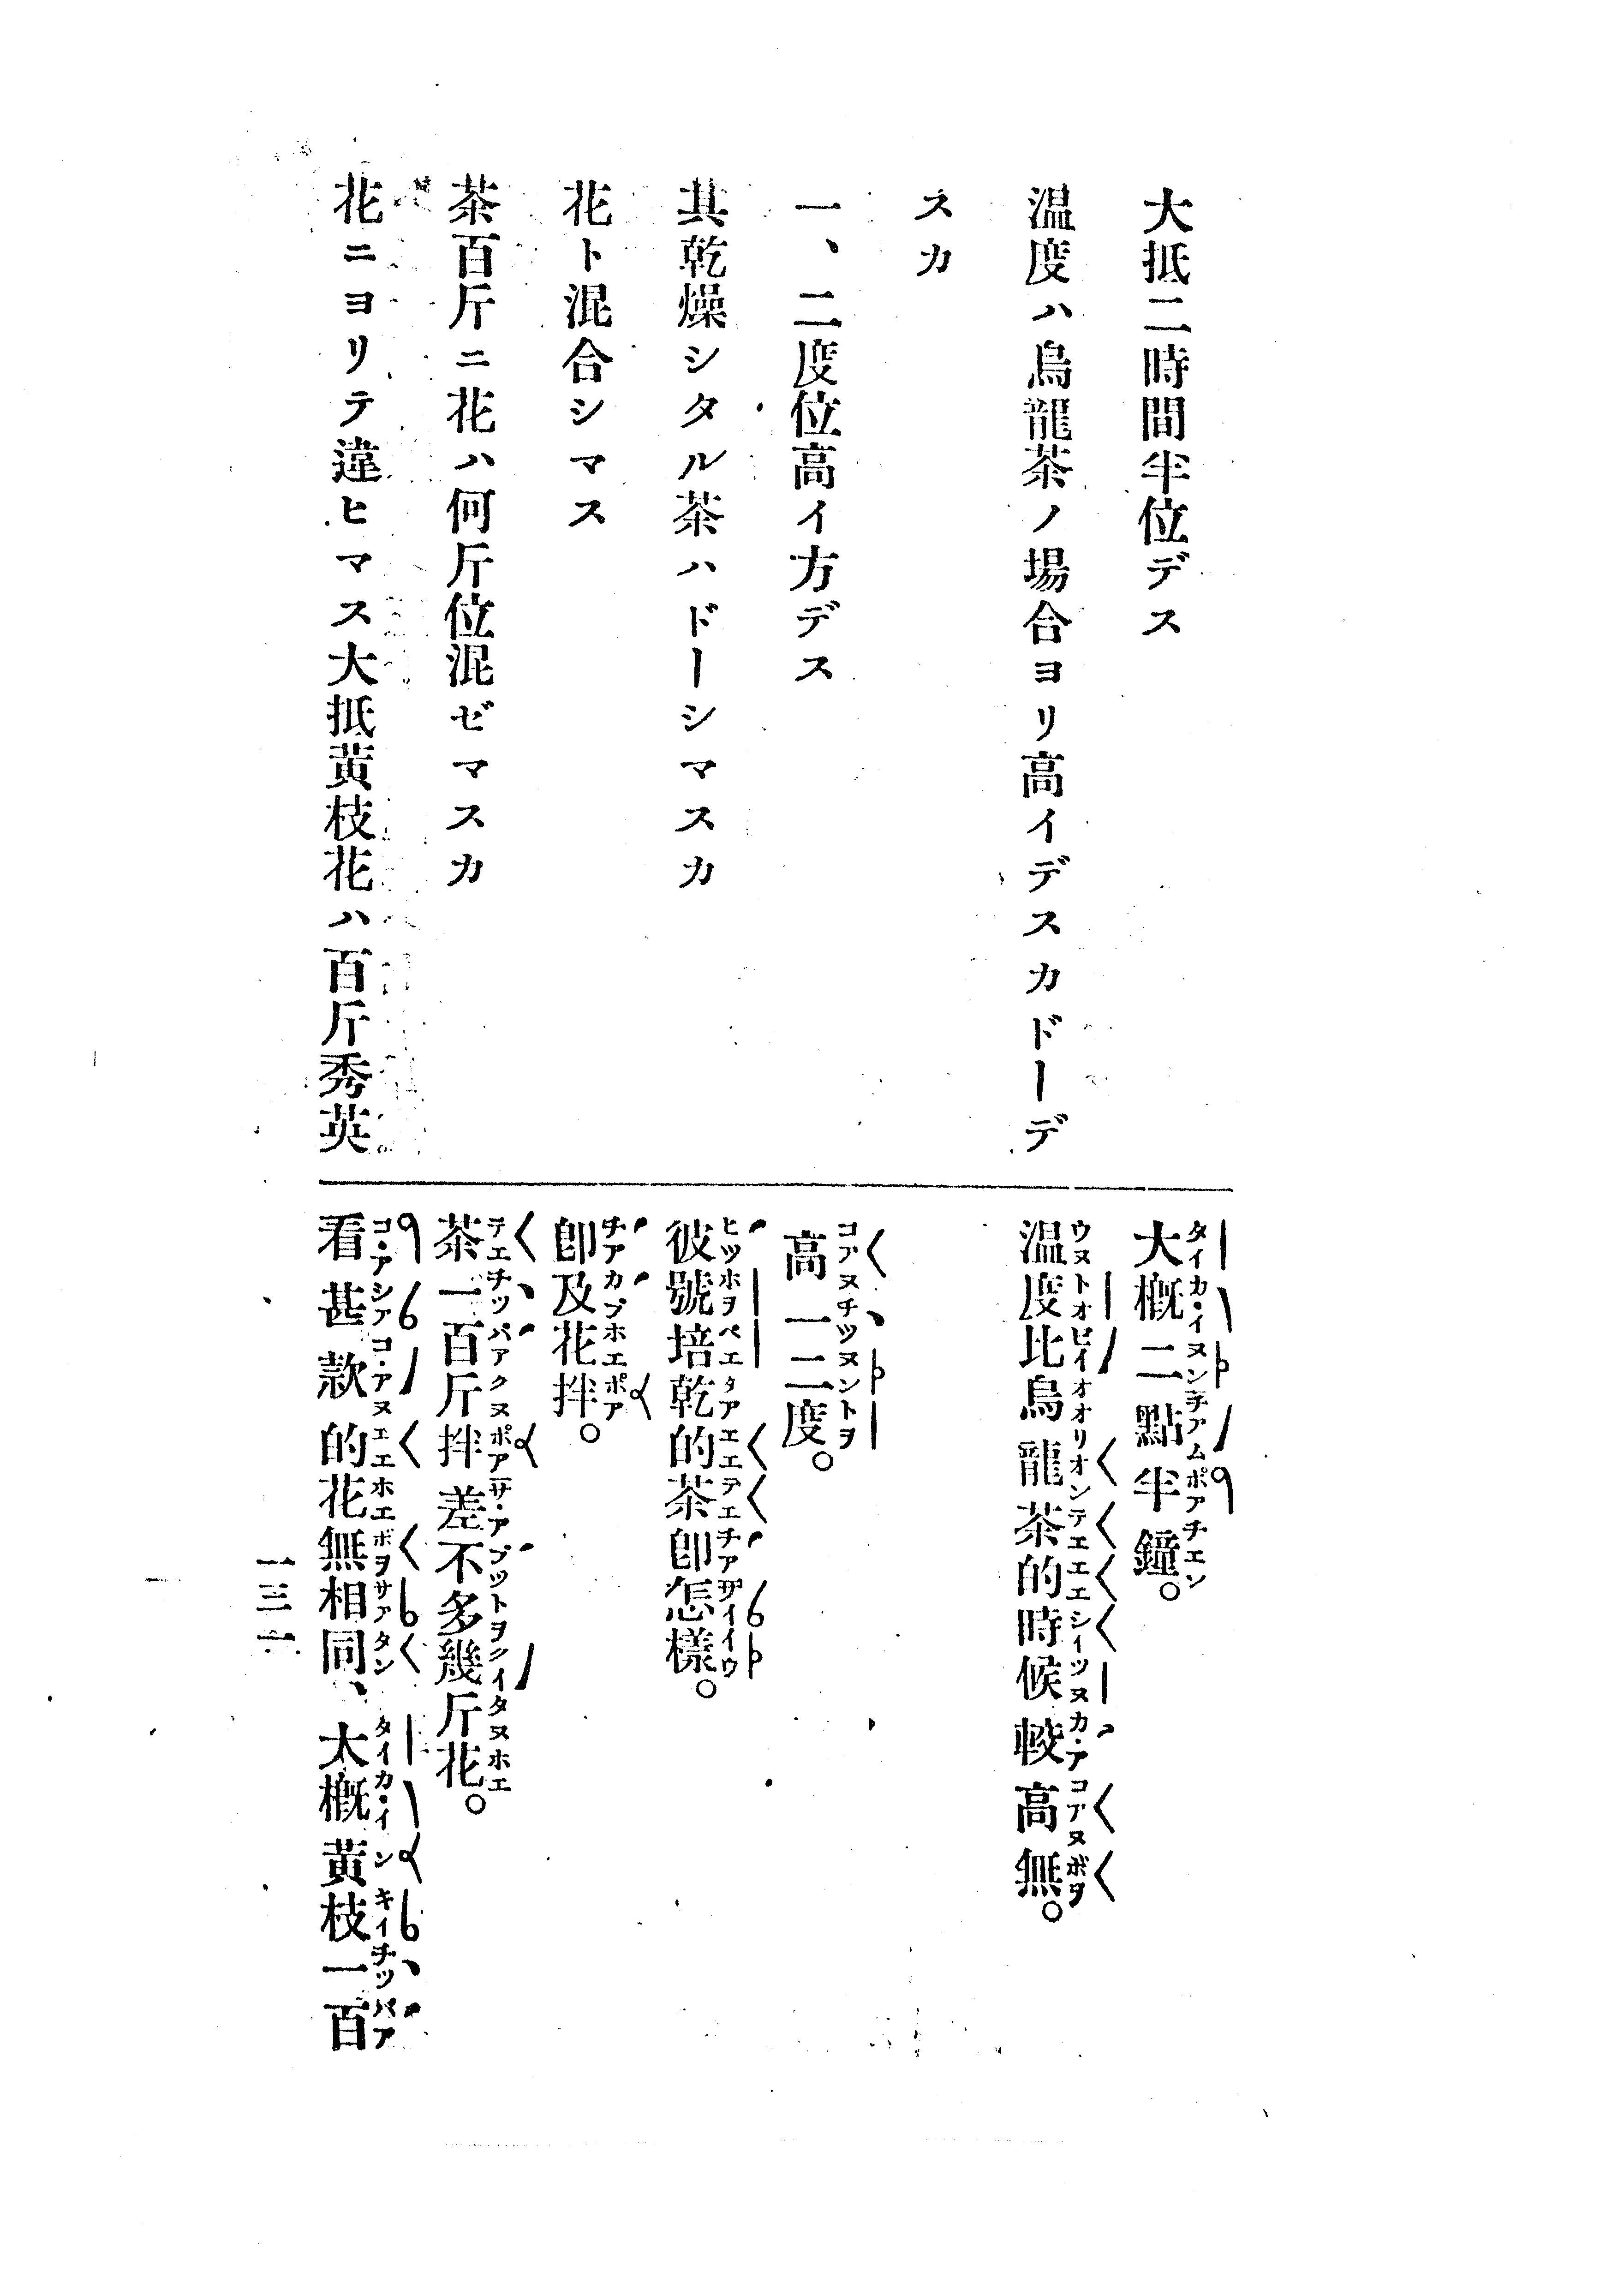 大抵二時間半位デス
温度ハ烏龍茶ノ場合ヨリ高イデスカドーデ
スカ
一、二度位高イ方デス
其乾燥シタル茶ハドーシマスカ
花ト混合シマス
茶百斤ニ花ハ何斤位混ゼマスカ
花ニヨリテ違ヒマス大抵黄枝花ハ百斤秀英
大概二點半鐘。
温度比烏龍茶的時候較高無。
高一二度。
彼號培乾的茶卽怎樣。
卽及花拌。
茶一百斤拌差不多幾斤花。
看甚款的花無相同、大概黄枝一百
一三一